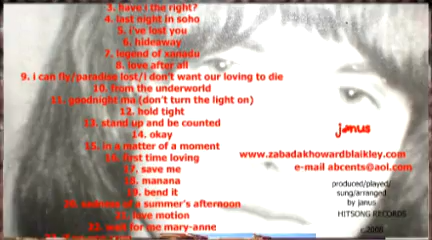 3. have i the right?
4. last night in soho
5. i've lost you
6. hideaway
7. legend of xanadu
8. love after all
9. i can fly/paradise lost/i don't want our loving to die
10. from the underworld
11. goodnight ma (don't turn the light on)
12. hold tight
13. stand up and be counted
14. okay
15. in a matter of a moment
16. first time loving
17. save me
18. manana
19. bend it
20. sadness of a summer's afternoon
21. love motion
22. wait for me mary-anne
janus
www.zabadakhowardblaikley.com
e-mail abcents@aol.com
produced/played/
sung/arranged
by janus
HITSONG RECORDS
c2008